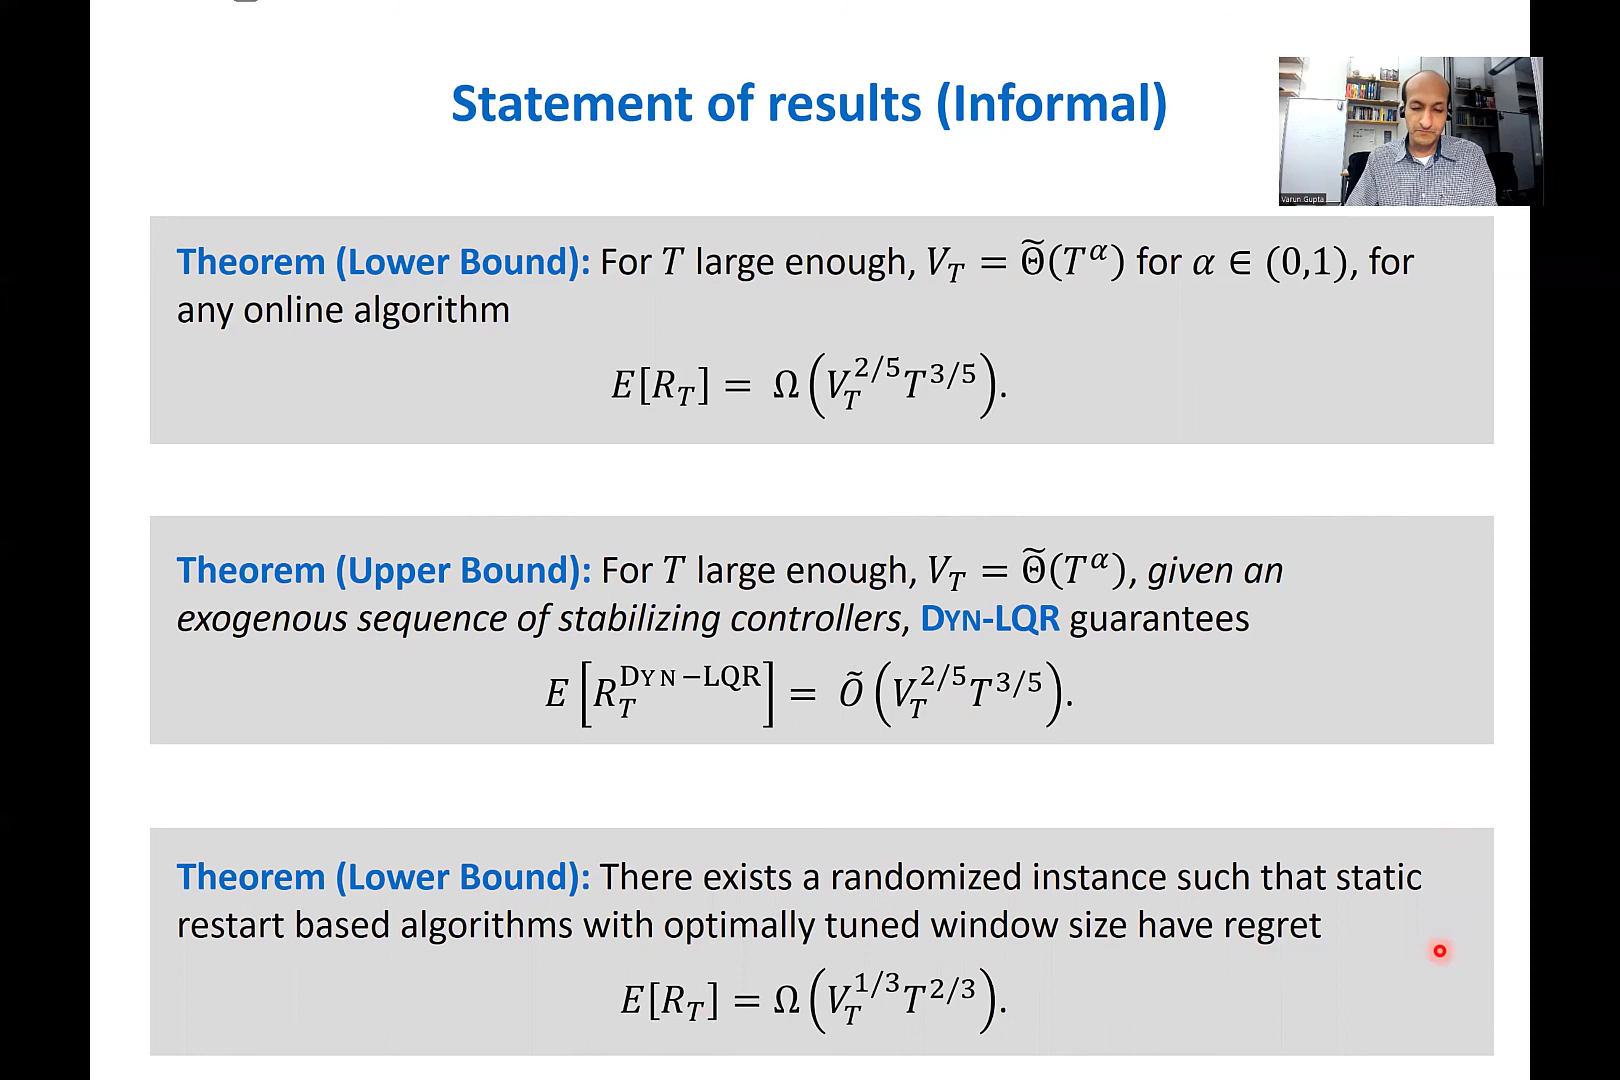 Statement of results (Informal)
Varun Gupta
Theorem (Lower Bound): For T large enough, V_T = Θ̃(T^α) for α ∈ (0,1), for
any online algorithm
E[R_T] = Ω(V_T^{2/5} T^{3/5}).
Theorem (Upper Bound): For T large enough, V_T = Θ̃(T^α), given an
exogenous sequence of stabilizing controllers, DYN-LQR guarantees
E[R_T^{DYN−LQR}] = Õ(V_T^{2/5} T^{3/5}).
Theorem (Lower Bound): There exists a randomized instance such that static
restart based algorithms with optimally tuned window size have regret
E[R_T] = Ω(V_T^{1/3} T^{2/3}).